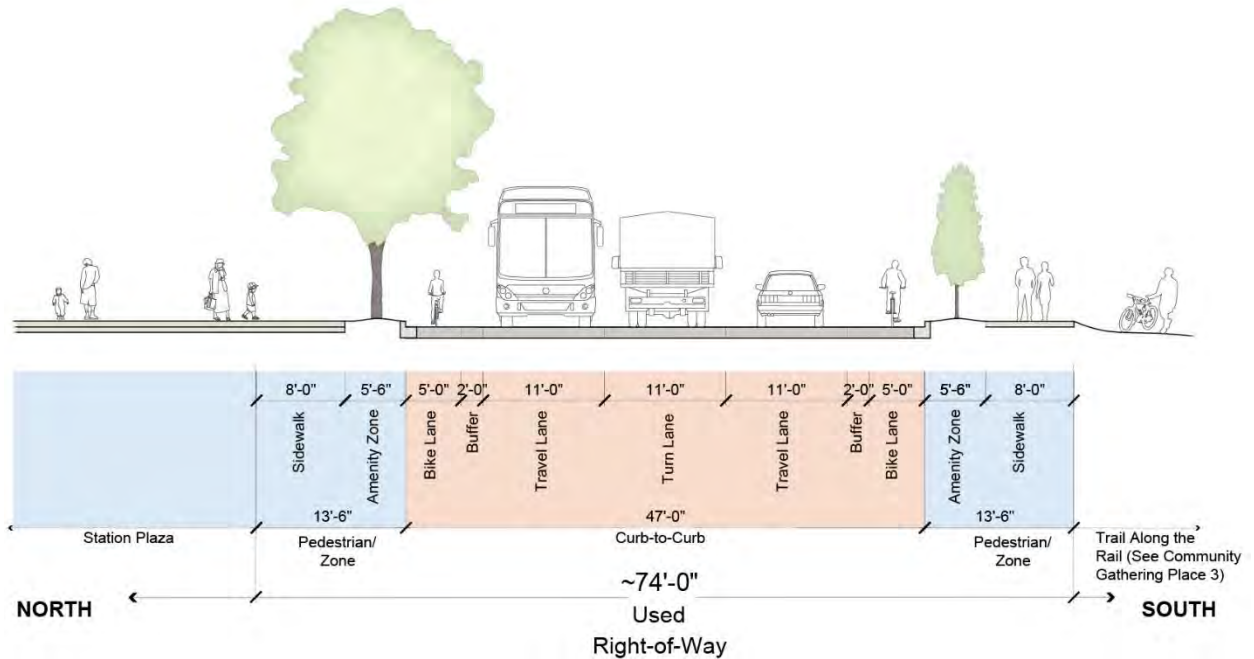 8'-0"
5'-6"
5'-0"
2'-0"
11'-0"
11'-0"
11'-0"
2'-0"
5'-0"
5'-6"
8'-0"
Sidewalk
Amenity Zone
Bike Lane
Buffer
Travel Lane
Turn Lane
Travel Lane
Buffer
Bike Lane
Amenity Zone
Sidewalk
13'-6"
47'-0"
13'-6"
Station Plaza
Pedestrian/
Zone
Curb-to-Curb
Pedestrian/
Zone
Trail Along the
Rail (See Community
Gathering Place 3)
~74'-0"
NORTH
Used
SOUTH
Right-of-Way